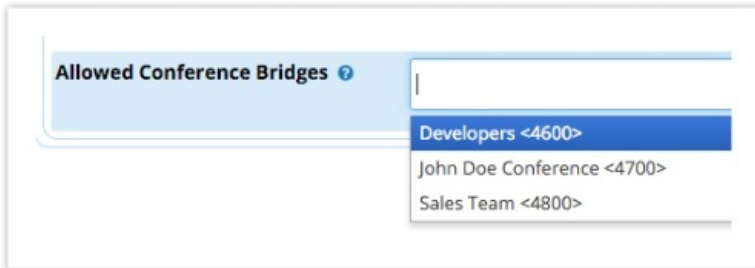 Allowed Conference Bridges ?
Developers <4600>
John Doe Conference <4700>
Sales Team <4800>